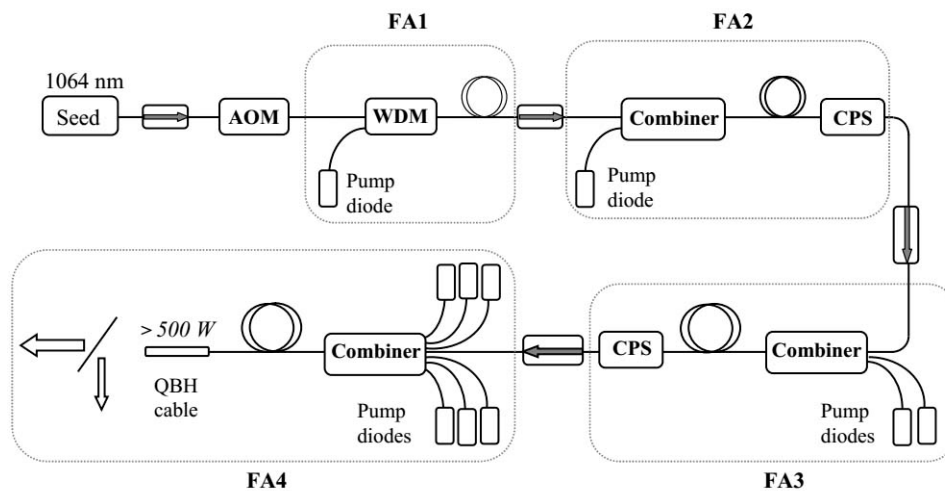 FA1
FA2
1064 nm
Seed
AOM
WDM
Combiner
CPS
Pump
diode
Pump
diode
> 500 W
QBH
cable
Combiner
Pump
diodes
CPS
Combiner
Pump
diodes
FA4
FA3